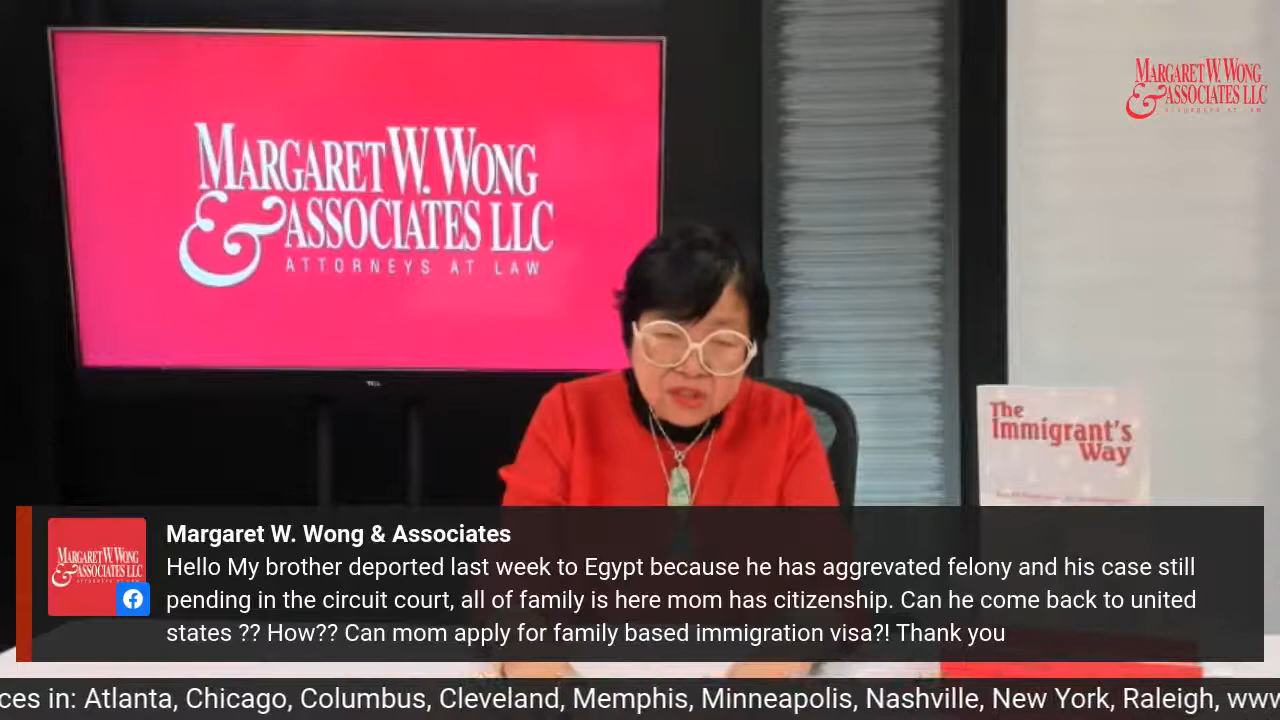 MARGARET W. WONG
& ASSOCIATES LLC
ATTORNEYS AT LAW
MARGARET W. WONG
& ASSOCIATES LLC
ATTORNEYS AT LAW
The
Immigrant's
Way
TCL
Margaret W. Wong & Associates
MARGARET W. WONG
& ASSOCIATES LLC
Hello My brother deported last week to Egypt because he has aggrevated felony and his case still
pending in the circuit court, all of family is here mom has citizenship. Can he come back to united
states ?? How?? Can mom apply for family based immigration visa?! Thank you
ces in: Atlanta, Chicago, Columbus, Cleveland, Memphis, Minneapolis, Nashville, New York, Raleigh, www